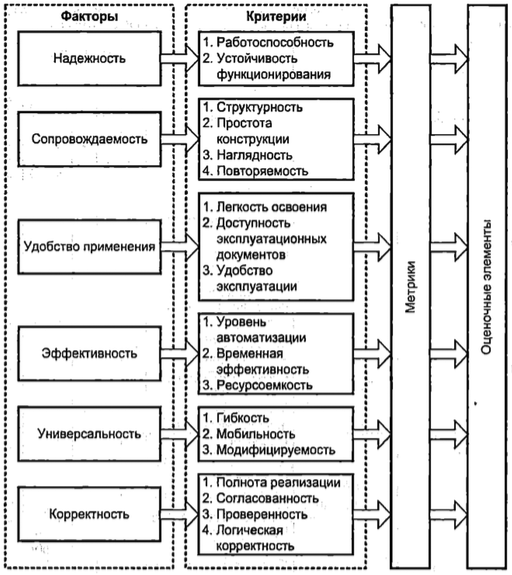 Факторы
Критерии
Надежность
1. Работоспособность
2. Устойчивость
функционирования
Сопровождаемость
1. Структурность
2. Простота
конструкции
3. Наглядность
4. Повторяемость
Удобство применения
1. Легкость освоения
2. Доступность
эксплуатационных
документов
3. Удобство
эксплуатации
Эффективность
1. Уровень
автоматизации
2. Временная
эффективность
3. Ресурсоемкость
Универсальность
1. Гибкость
2. Мобильность
3. Модифицируемость
Корректность
1. Полнота реализации
2. Согласованность
3. Проверенность
4. Логическая
корректность
Метрики
Оценочные элементы